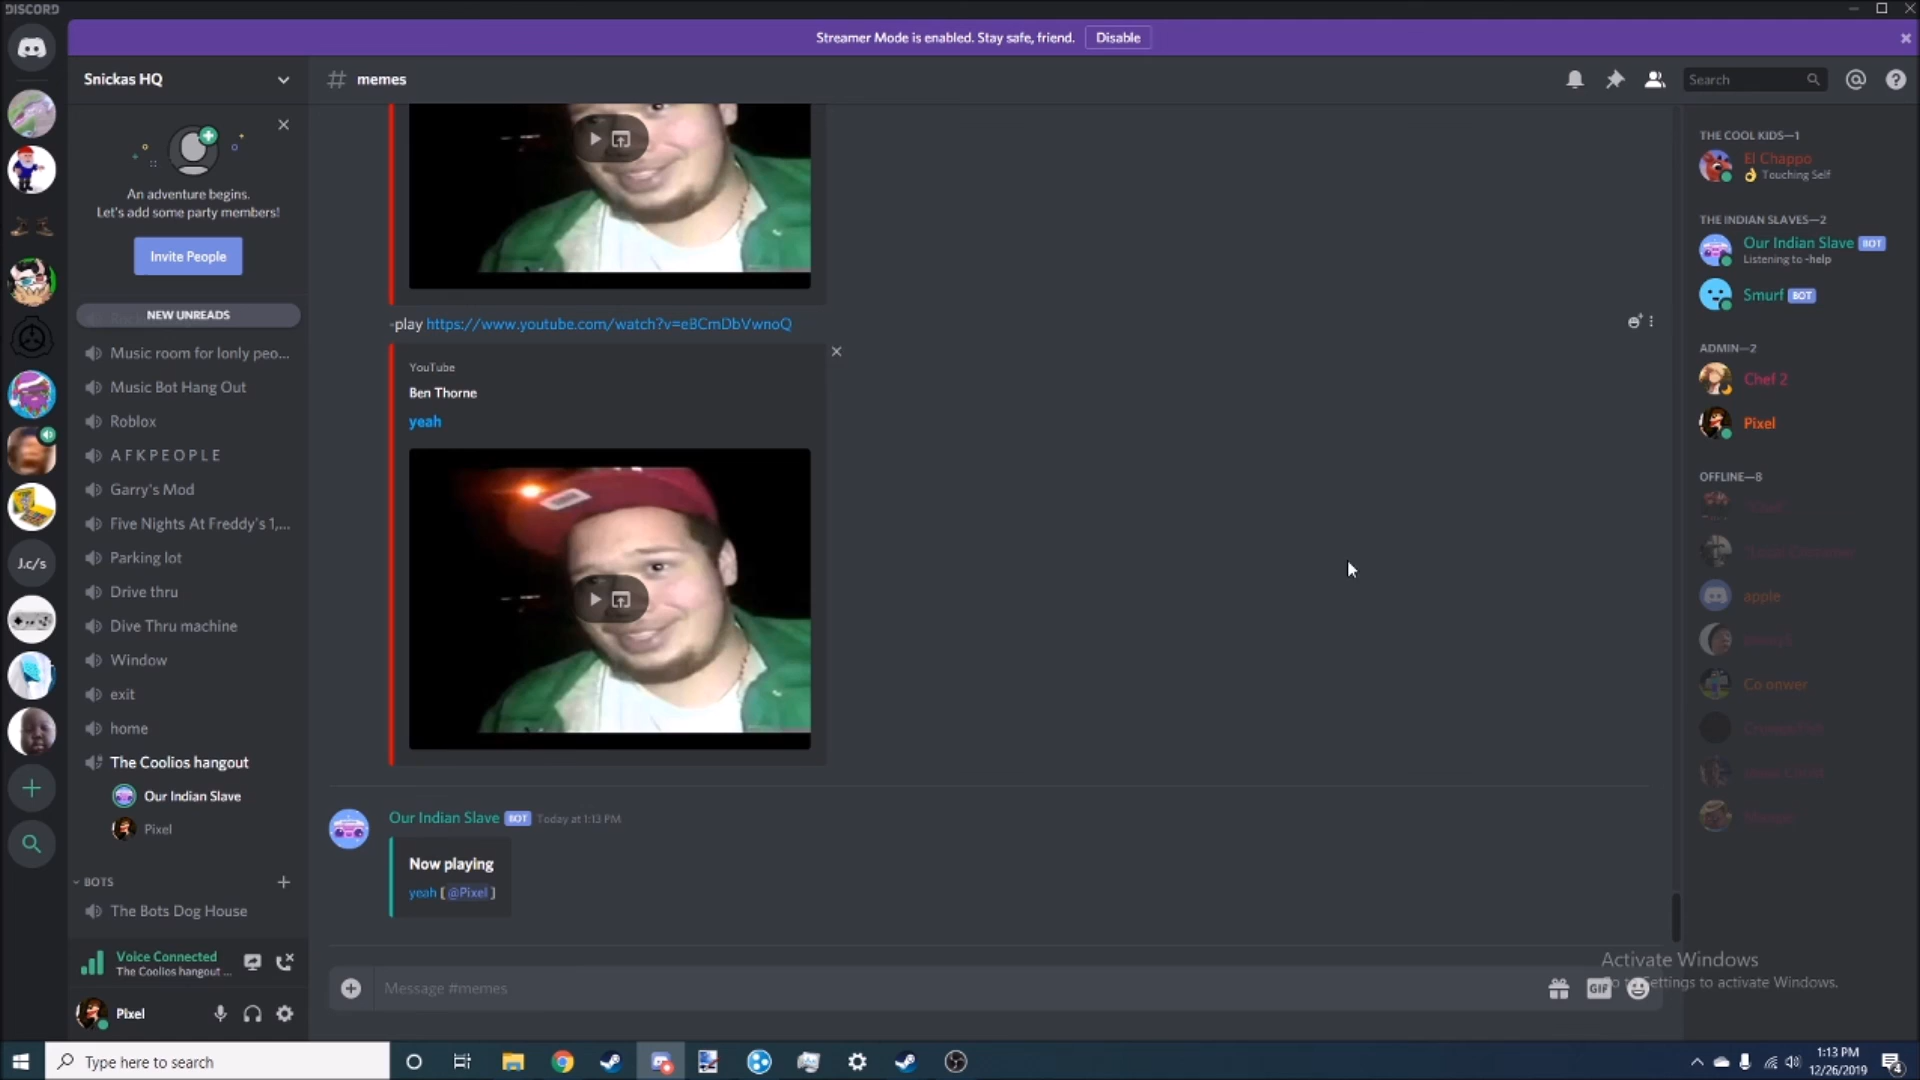 DISCORD
Streamer Mode is enabled. Stay safe, friend.
Disable
Snickas HQ
# memes
Search
An adventure begins.
Let's add some party members!
Invite People
NEW UNREADS
Music room for lonly peo...
Music Bot Hang Out
Roblox
A F K P E O P L E
Garry's Mod
Five Nights At Freddy's 1,...
Parking lot
Drive thru
Dive Thru machine
Window
exit
home
The Coolios hangout
Our Indian Slave
Pixel
BOTS
The Bots Dog House
Voice Connected
The Coolios hangout ...
Pixel
J.c/s
-play https://www.youtube.com/watch?v=eBCmDbVwnoQ
YouTube
Ben Thorne
yeah
Our Indian Slave BOT Today at 1:13 PM
Now playing
yeah [ @Pixel ]
Message #memes
GIF
THE COOL KIDS—1
El Chappo
Touching Self
THE INDIAN SLAVES—2
Our Indian Slave BOT
Listening to -help
Smurf BOT
ADMIN—2
Chef 2
Pixel
OFFLINE—8
apple
Co onwer
Activate Windows
Settings to activate Windows.
Type here to search
1:13 PM
12/26/2019
4